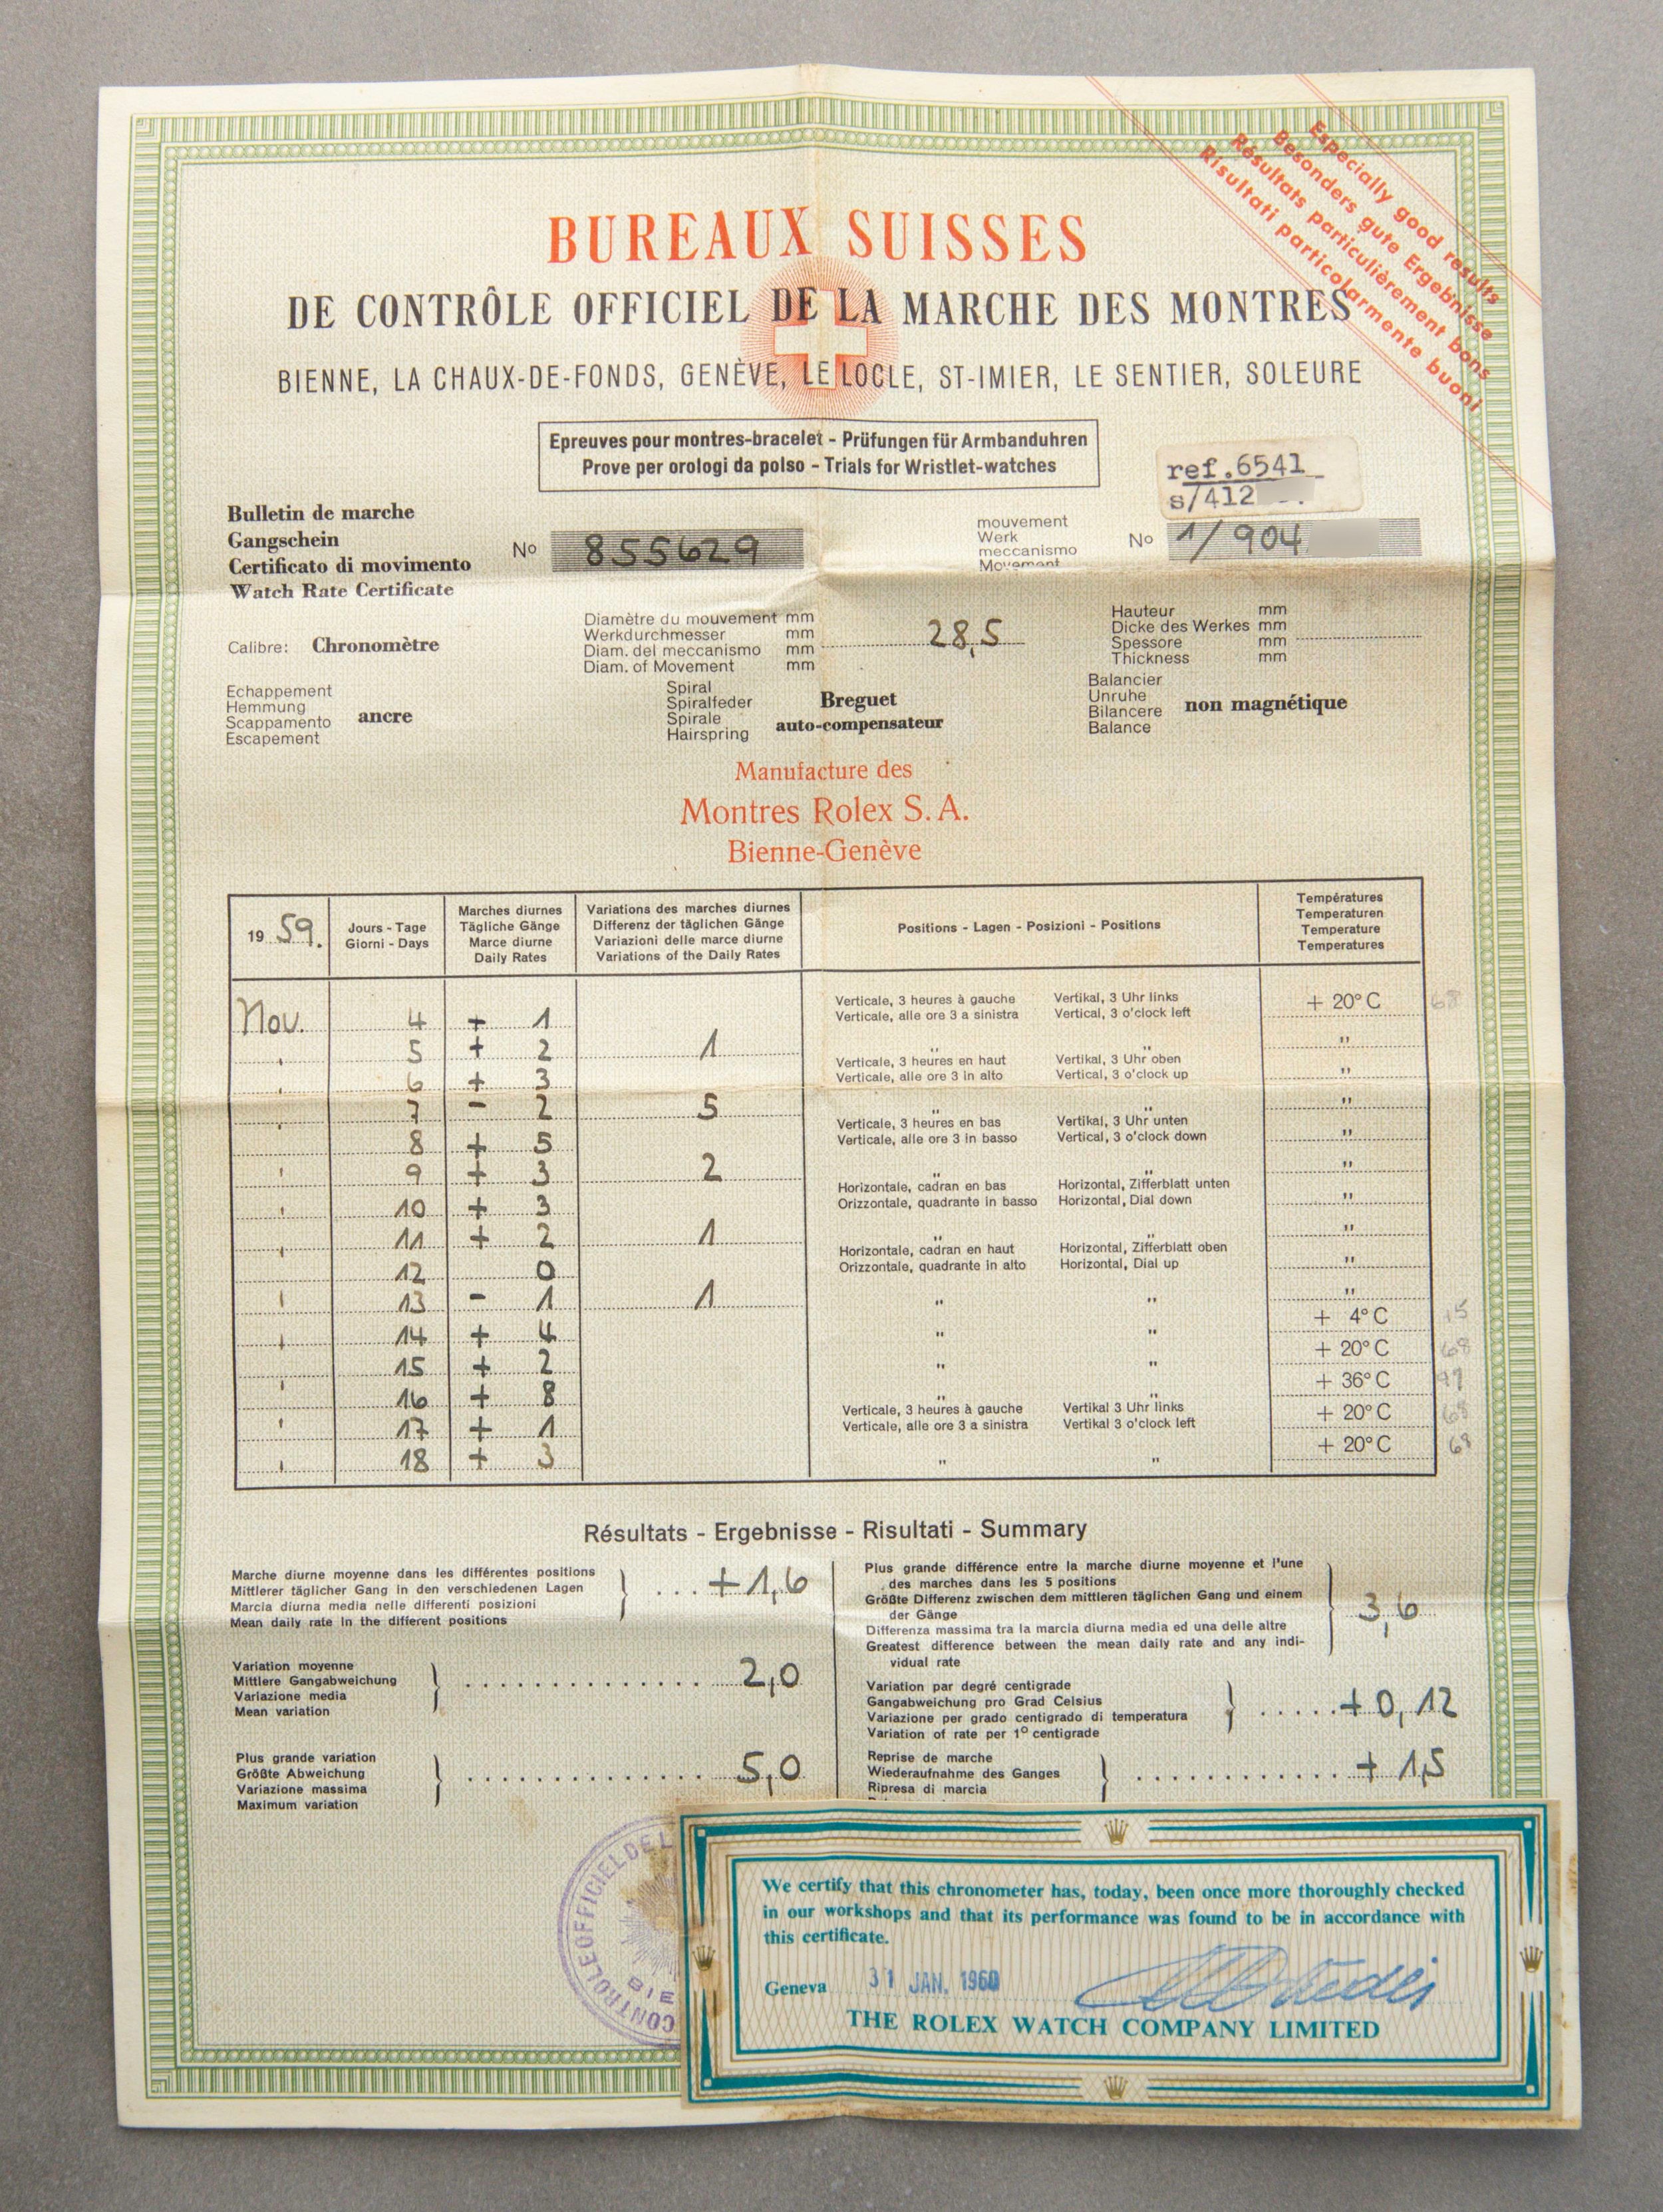 Especially good results
Besonders gute Ergebnisse
Résultats particulièrement bons
Risultati particolarmente buoni
BUREAUX SUISSES
DE CONTRÔLE OFFICIEL DE LA MARCHE DES MONTRES
BIENNE, LA CHAUX-DE-FONDS, GENÈVE, LE LOCLE, ST-IMIER, LE SENTIER, SOLEURE
Epreuves pour montres-bracelet - Prüfungen für Armbanduhren
Prove per orologi da polso - Trials for Wristlet-watches
ref.6541
s/412
Bulletin de marche
Gangschein
Certificato di movimento
Watch Rate Certificate
No 855629
mouvement
Werk
meccanismo
Movement
No 1/904
Calibre: Chronomètre
Diamètre du mouvement mm
Werkdurchmesser mm
Diam. del meccanismo mm
Diam. of Movement mm
28,5
Hauteur mm
Dicke des Werkes mm
Spessore mm
Thickness mm
Echappement
Hemmung
Scappamento
Escapement
ancre
Spiral
Spiralfeder
Spirale
Hairspring
Breguet
auto-compensateur
Balancier
Unruhe
Bilancere
Balance
non magnétique
Manufacture des
Montres Rolex S.A.
Bienne-Genève
19 59.
Jours - Tage
Giorni - Days
Marches diurnes
Tägliche Gänge
Marce diurne
Daily Rates
Variations des marches diurnes
Differenz der täglichen Gänge
Variazioni delle marce diurne
Variations of the Daily Rates
Positions - Lagen - Posizioni - Positions
Températures
Temperaturen
Temperature
Temperatures
Verticale, 3 heures à gauche Vertikal, 3 Uhr links + 20° C 68
Verticale, alle ore 3 a sinistra Vertical, 3 o'clock left
Nov. 4 + 1
" " "
5 + 2 1
Verticale, 3 heures en haut Vertikal, 3 Uhr oben
Verticale, alle ore 3 in alto Vertical, 3 o'clock up "
6 + 3
" " "
7 - 2 5
Verticale, 3 heures en bas Vertikal, 3 Uhr unten
Verticale, alle ore 3 in basso Vertical, 3 o'clock down "
8 + 5
" " "
9 + 3 2
Horizontale, cadran en bas Horizontal, Zifferblatt unten
Orizzontale, quadrante in basso Horizontal, Dial down "
10 + 3
" " "
11 + 2 1
Horizontale, cadran en haut Horizontal, Zifferblatt oben
Orizzontale, quadrante in alto Horizontal, Dial up "
12 0
" " "
13 - 1 1
" " + 4° C 15
14 + 4
" " + 20° C 68
15 + 2
" " + 36° C
16 + 8
Verticale, 3 heures à gauche Vertikal 3 Uhr links + 20° C 68
Verticale, alle ore 3 a sinistra Vertikal 3 o'clock left
17 + 1
" " + 20° C 68
18 + 3
Résultats - Ergebnisse - Risultati - Summary
Marche diurne moyenne dans les différentes positions
Mittlerer täglicher Gang in den verschiedenen Lagen
Marcia diurna media nelle differenti posizioni
Mean daily rate in the different positions
+ 1,6
Plus grande différence entre la marche diurne moyenne et l'une
des marches dans les 5 positions
Größte Differenz zwischen dem mittleren täglichen Gang und einem
der Gänge
Differenza massima tra la marcia diurna media ed una delle altre
Greatest difference between the mean daily rate and any indi-
vidual rate
3,6
Variation moyenne
Mittlere Gangabweichung
Variazione media
Mean variation
2,0
Variation par degré centigrade
Gangabweichung pro Grad Celsius
Variazione per grado centigrado di temperatura
Variation of rate per 1° centigrade
+ 0,12
Plus grande variation
Größte Abweichung
Variazione massima
Maximum variation
5,0
Reprise de marche
Wiederaufnahme des Ganges
Ripresa di marcia
+ 1,5
CONTROLE OFFICIEL DE L
BIE
We certify that this chronometer has, today, been once more thoroughly checked
in our workshops and that its performance was found to be in accordance with
this certificate.
Geneva 31 JAN. 1960
THE ROLEX WATCH COMPANY LIMITED